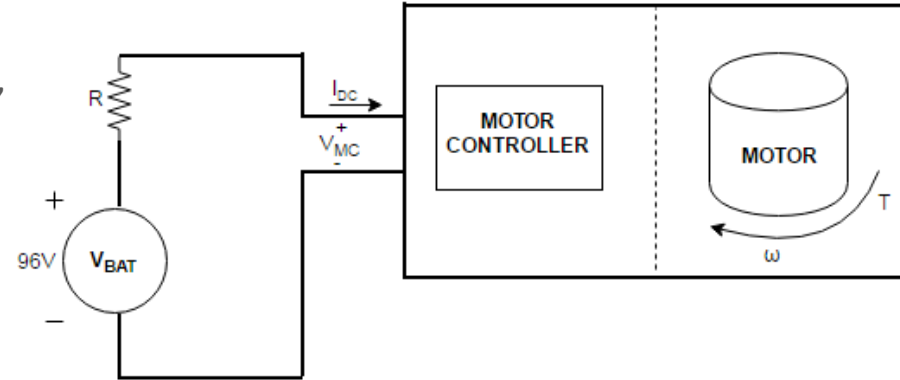 R
I_DC
+
V_MC
-
MOTOR
CONTROLLER
MOTOR
T
ω
+
96V
V_BAT
–